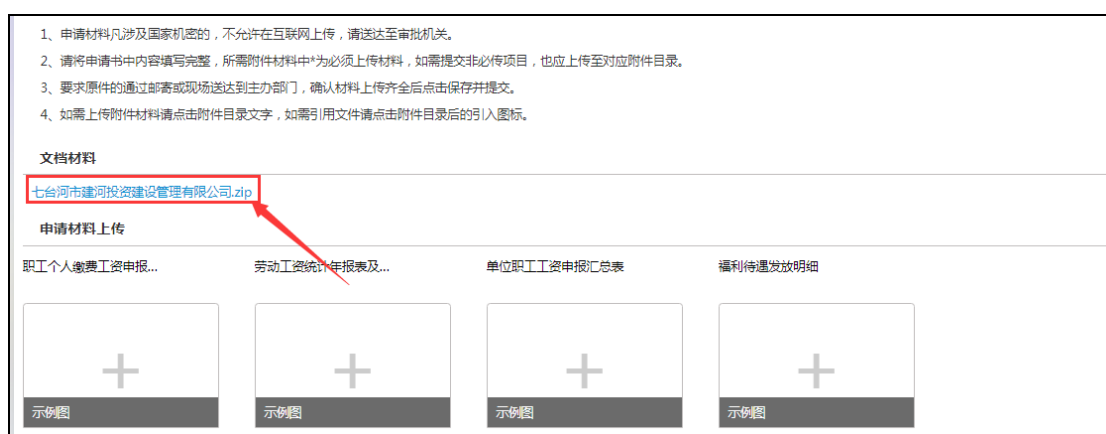 1、申请材料凡涉及国家机密的，不允许在互联网上传，请送达至审批机关。
2、请将申请书中内容填写完整，所需附件材料中*为必须上传材料，如需提交非必传项目，也应上传至对应附件目录。
3、要求原件的通过邮寄或现场送达到主办部门，确认材料上传齐全后点击保存并提交。
4、如需上传附件材料请点击附件目录文字，如需引用文件请点击附件目录后的引入图标。
文档材料
七台河市建河投资建设管理有限公司.zip
申请材料上传
职工个人缴费工资申报... 劳动工资统计年报表及... 单位职工工资申报汇总表 福利待遇发放明细
示例图 示例图 示例图 示例图